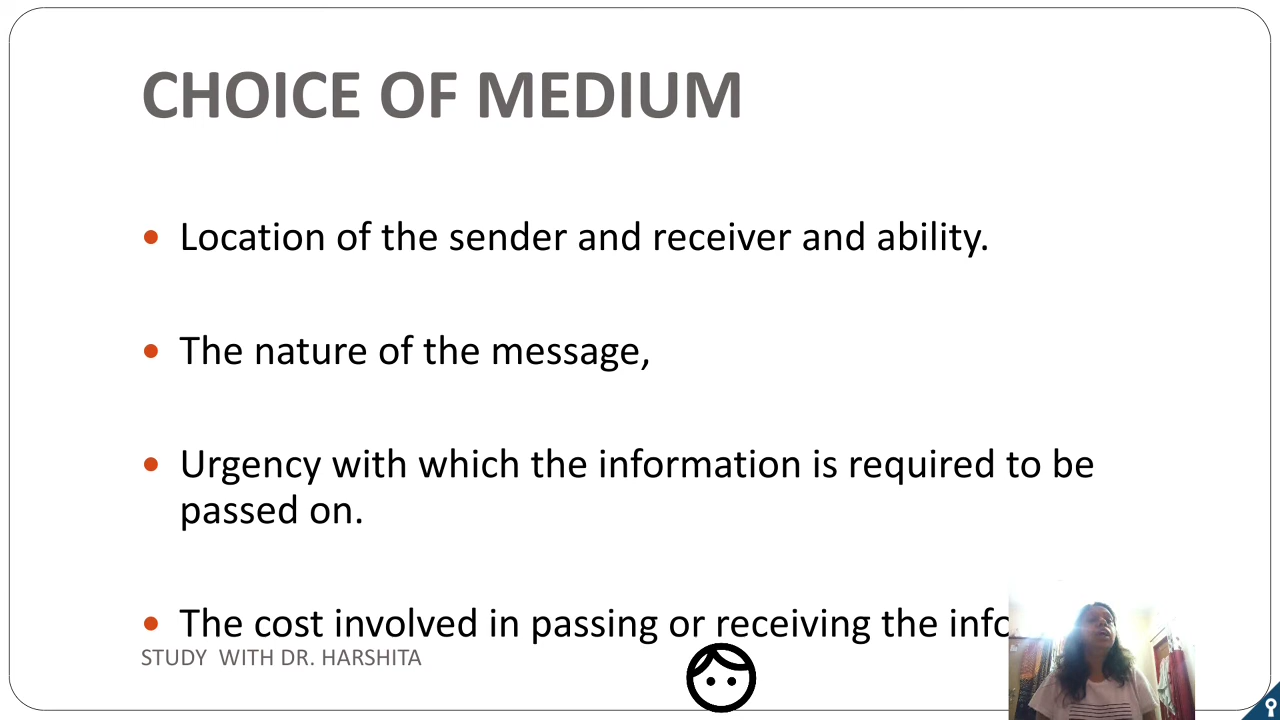 CHOICE OF MEDIUM
Location of the sender and receiver and ability.
The nature of the message,
Urgency with which the information is required to be
passed on.
The cost involved in passing or receiving the
STUDY WITH DR. HARSHITA